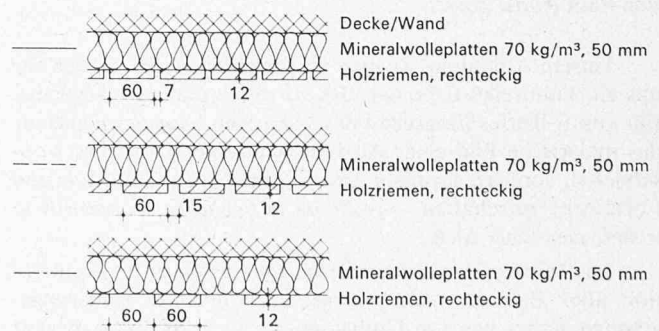 Decke/Wand
Mineralwolleplatten 70 kg/m³, 50 mm
Holzriemen, rechteckig
60 7 12
Mineralwolleplatten 70 kg/m³, 50 mm
Holzriemen, rechteckig
60 15 12
Mineralwolleplatten 70 kg/m³, 50 mm
Holzriemen, rechteckig
60 60 12